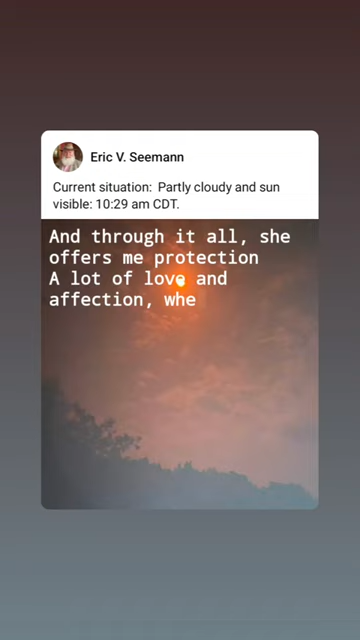 Eric V. Seemann
Current situation:  Partly cloudy and sun
visible: 10:29 am CDT.
And through it all, she
offers me protection
A lot of love and
affection, whe